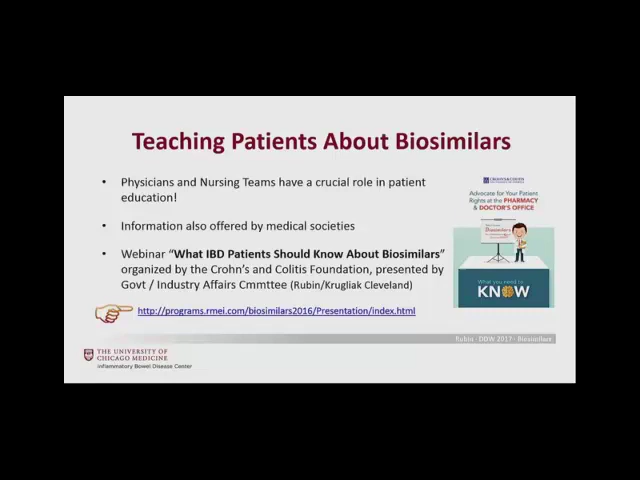 Teaching Patients About Biosimilars
• Physicians and Nursing Teams have a crucial role in patient
education!
• Information also offered by medical societies
• Webinar “What IBD Patients Should Know About Biosimilars”
organized by the Crohn’s and Colitis Foundation, presented by
Govt / Industry Affairs Cmmttee (Rubin/Krugliak Cleveland)
http://programs.rmei.com/biosimilars2016/Presentation/index.html
CROHN'S & COLITIS
Advocate for Your Patient
Rights at the PHARMACY
& DOCTOR'S OFFICE
Biosimilars
What you need to
KNOW
Rubin - DDW 2017 - Biosimilars
THE UNIVERSITY OF
CHICAGO MEDICINE
Inflammatory Bowel Disease Center